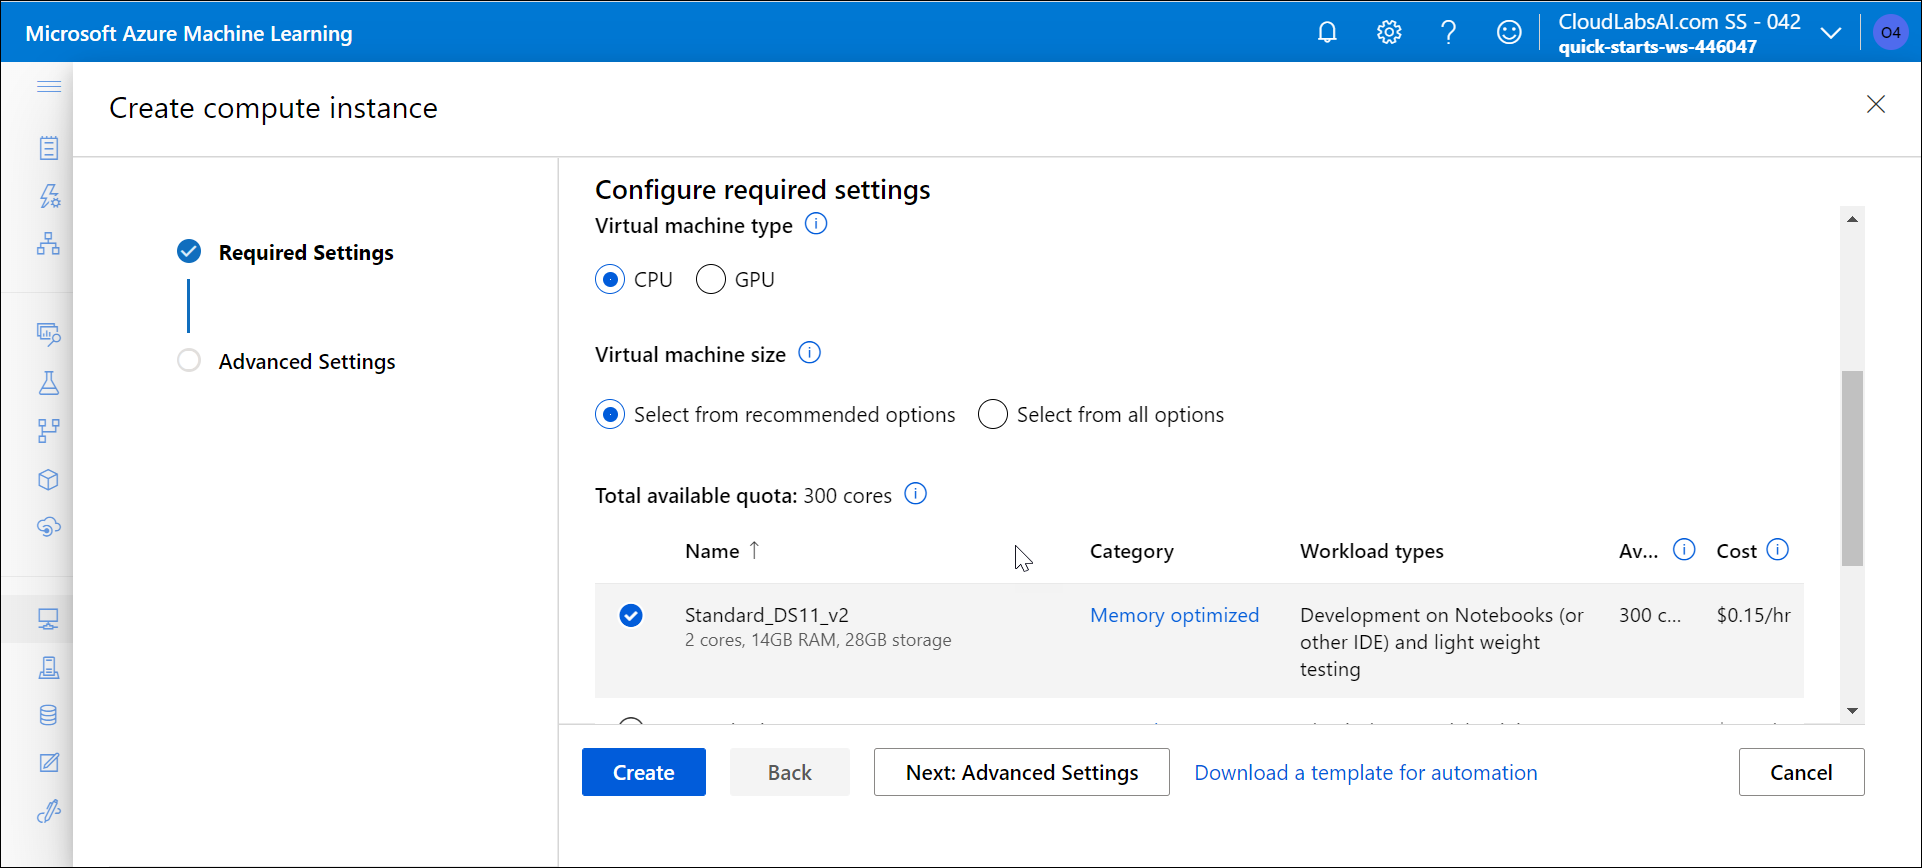 Microsoft Azure Machine Learning
CloudLabsAI.com SS - 042
quick-starts-ws-446047
O4
Create compute instance
Required Settings
Advanced Settings
Configure required settings
Virtual machine type
CPU
GPU
Virtual machine size
Select from recommended options
Select from all options
Total available quota: 300 cores
Name ↑ Category Workload types Av... Cost
Standard_DS11_v2 Memory optimized Development on Notebooks (or 300 c... $0.15/hr
2 cores, 14GB RAM, 28GB storage other IDE) and light weight
testing
Create
Back
Next: Advanced Settings
Download a template for automation
Cancel